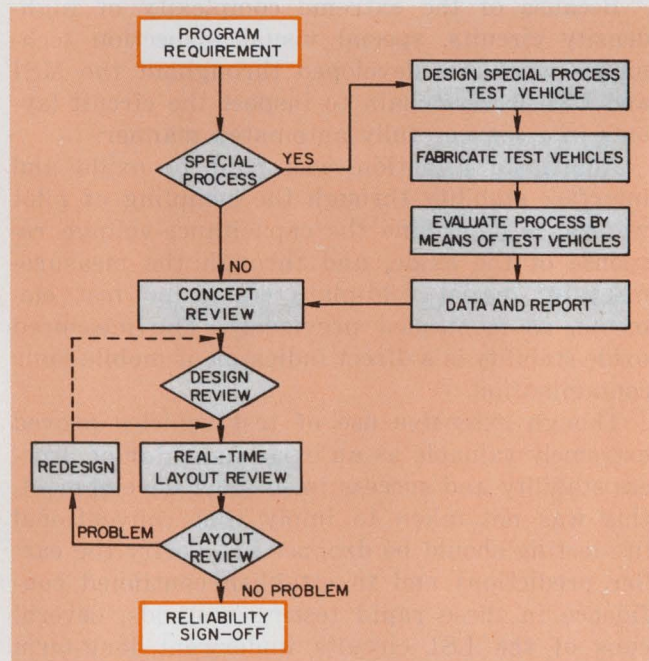 PROGRAM
REQUIREMENT
SPECIAL
PROCESS
YES
DESIGN SPECIAL PROCESS
TEST VEHICLE
FABRICATE TEST VEHICLES
EVALUATE PROCESS BY
MEANS OF TEST VEHICLES
DATA AND REPORT
NO
CONCEPT
REVIEW
DESIGN
REVIEW
REAL-TIME
LAYOUT REVIEW
REDESIGN
PROBLEM
LAYOUT
REVIEW
NO PROBLEM
RELIABILITY
SIGN-OFF